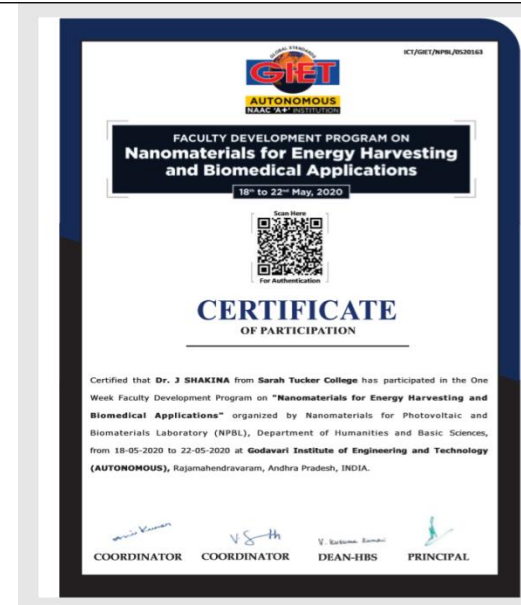 ICT/GIET/NPBL/0520163
GLOBAL STANDARDS
GIET
AUTONOMOUS
NAAC 'A+' INSTITUTION
FACULTY DEVELOPMENT PROGRAM ON
Nanomaterials for Energy Harvesting
and Biomedical Applications
18th to 22nd May, 2020
Scan Here
For Authentication
CERTIFICATE
OF PARTICIPATION
Certified that Dr. J SHAKINA from Sarah Tucker College has participated in the One
Week Faculty Development Program on "Nanomaterials for Energy Harvesting and
Biomedical Applications" organized by Nanomaterials for Photovoltaic and
Biomaterials Laboratory (NPBL), Department of Humanities and Basic Sciences,
from 18-05-2020 to 22-05-2020 at Godavari Institute of Engineering and Technology
(AUTONOMOUS), Rajamahendravaram, Andhra Pradesh, INDIA.
COORDINATOR COORDINATOR DEAN-HBS PRINCIPAL